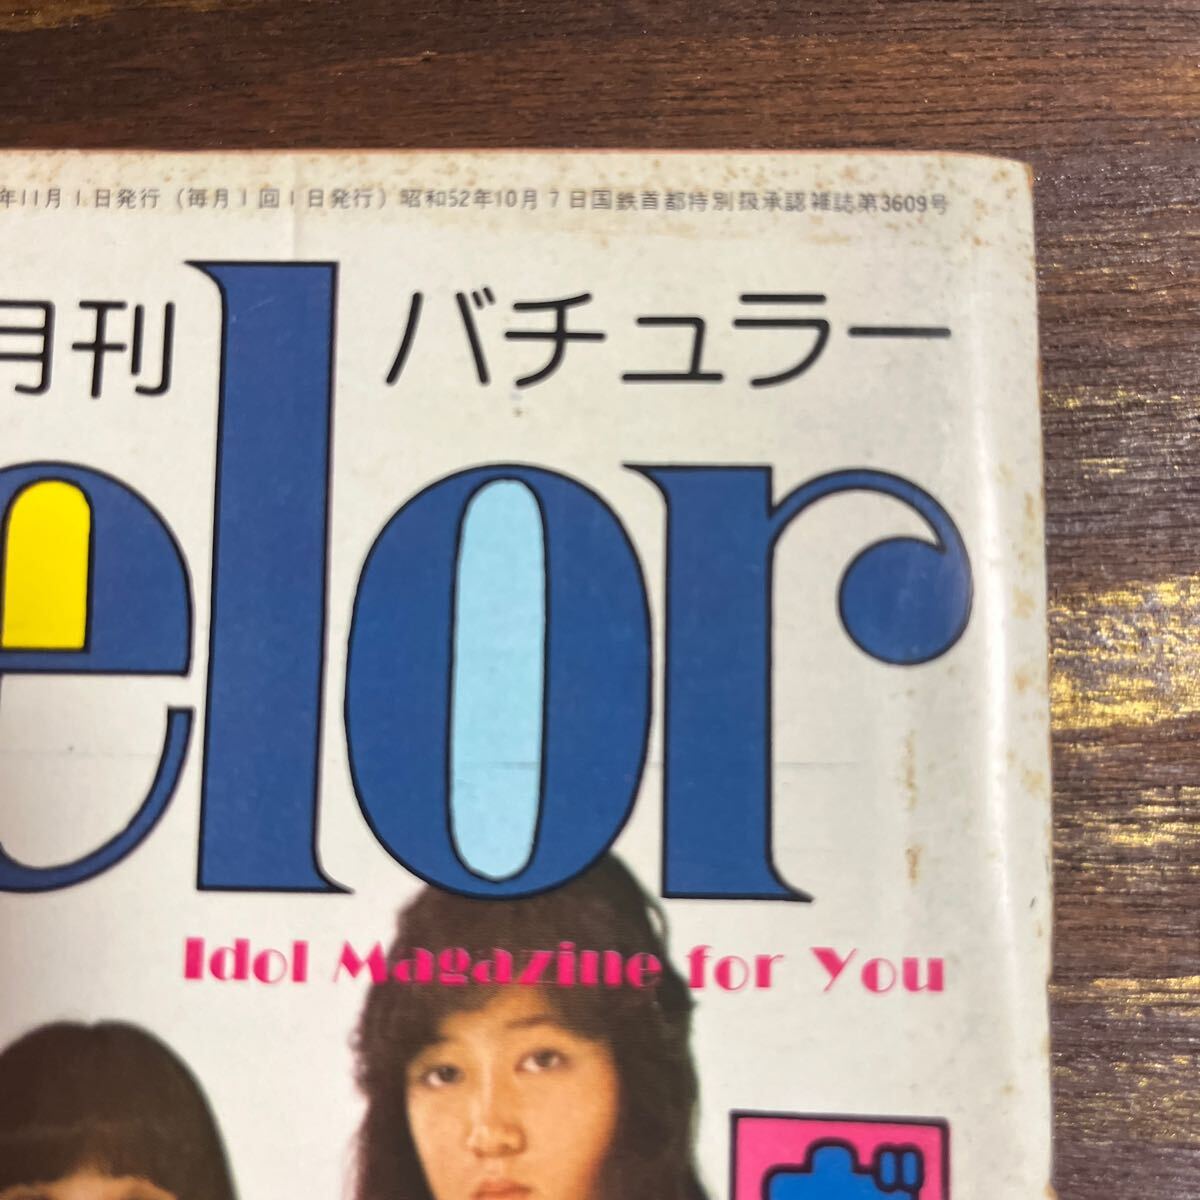 年11月1日発行（毎月1回1日発行）昭和52年10月7日国鉄首都特別扱承認雑誌第3609号
月刊 バチュラー
elor
Idol Magazine for You